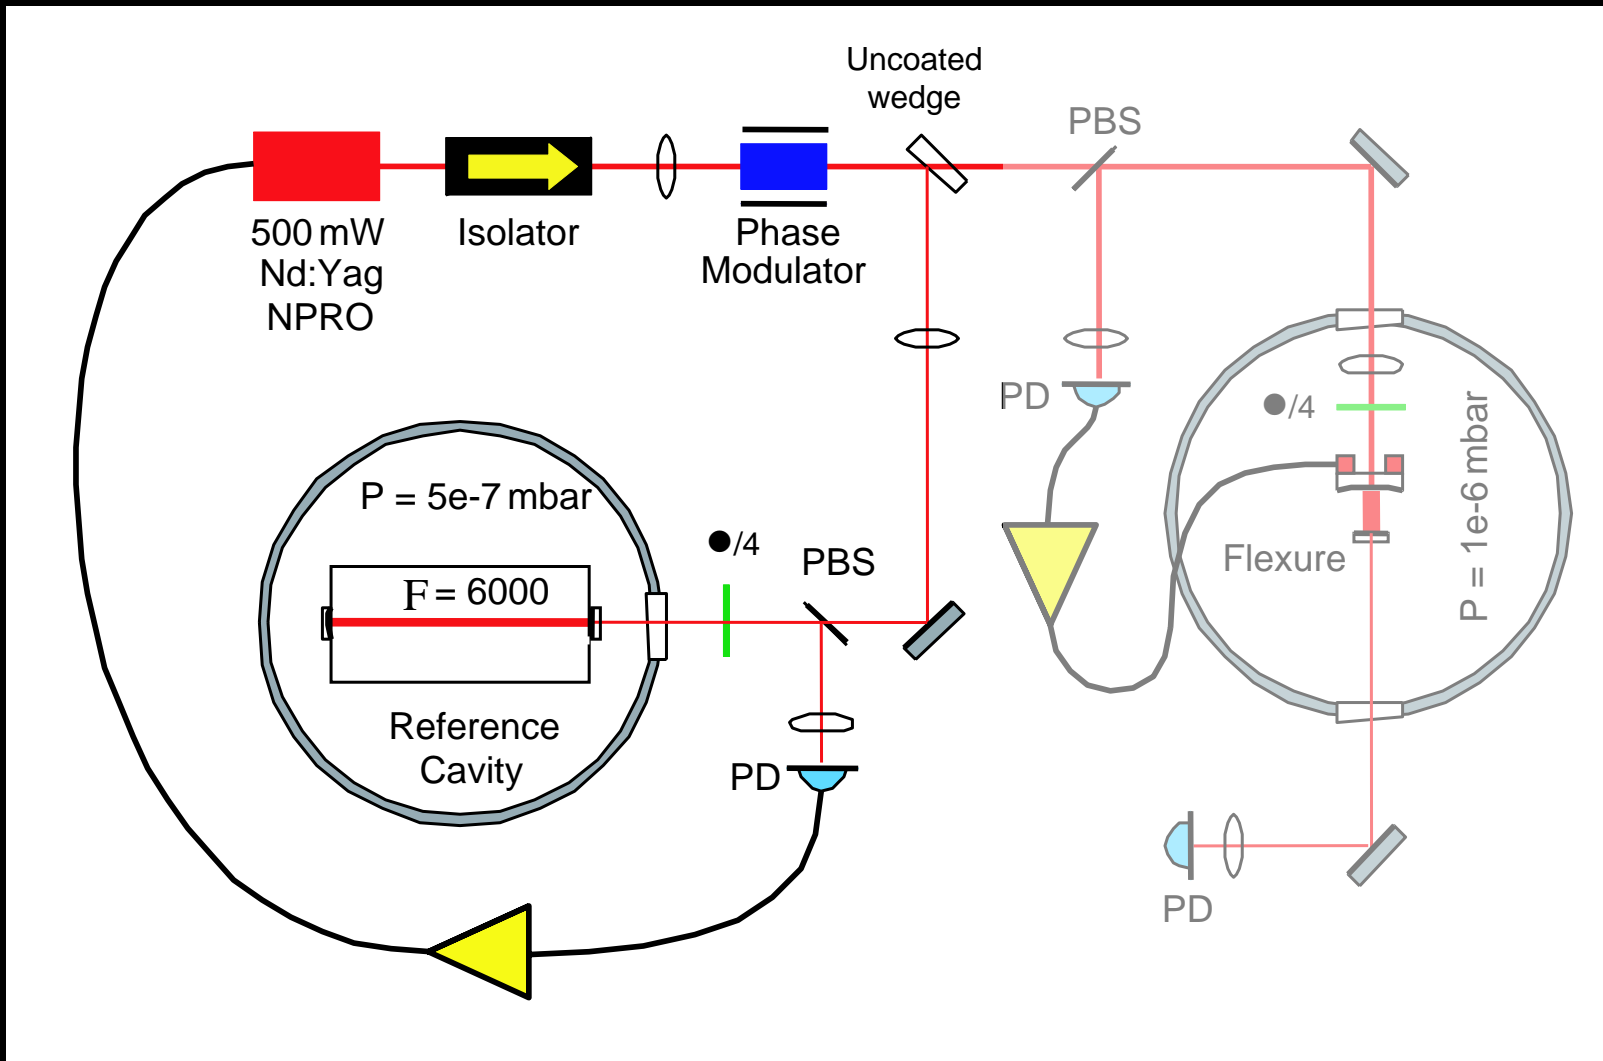 Uncoated
wedge
PBS
500 mW
Nd:Yag
NPRO
Isolator
Phase
Modulator
PD
●/4
P = 1e-6 mbar
Flexure
P = 5e-7 mbar
F = 6000
Reference
Cavity
●/4
PBS
PD
PD